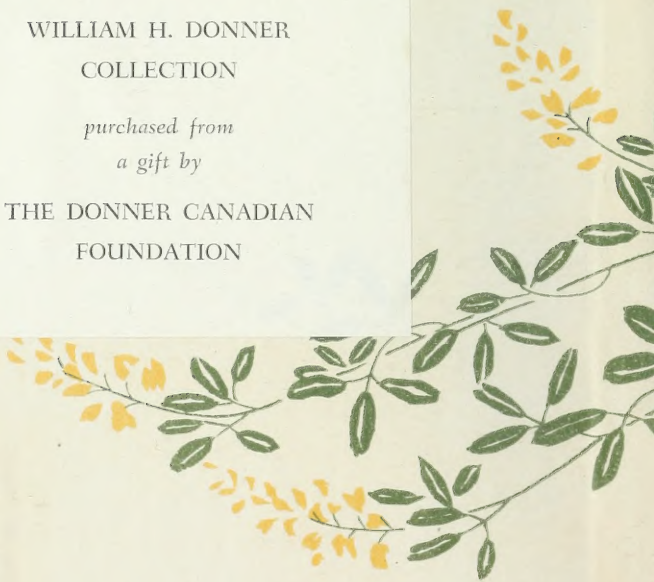 WILLIAM H. DONNER
COLLECTION
purchased from
a gift by
THE DONNER CANADIAN
FOUNDATION